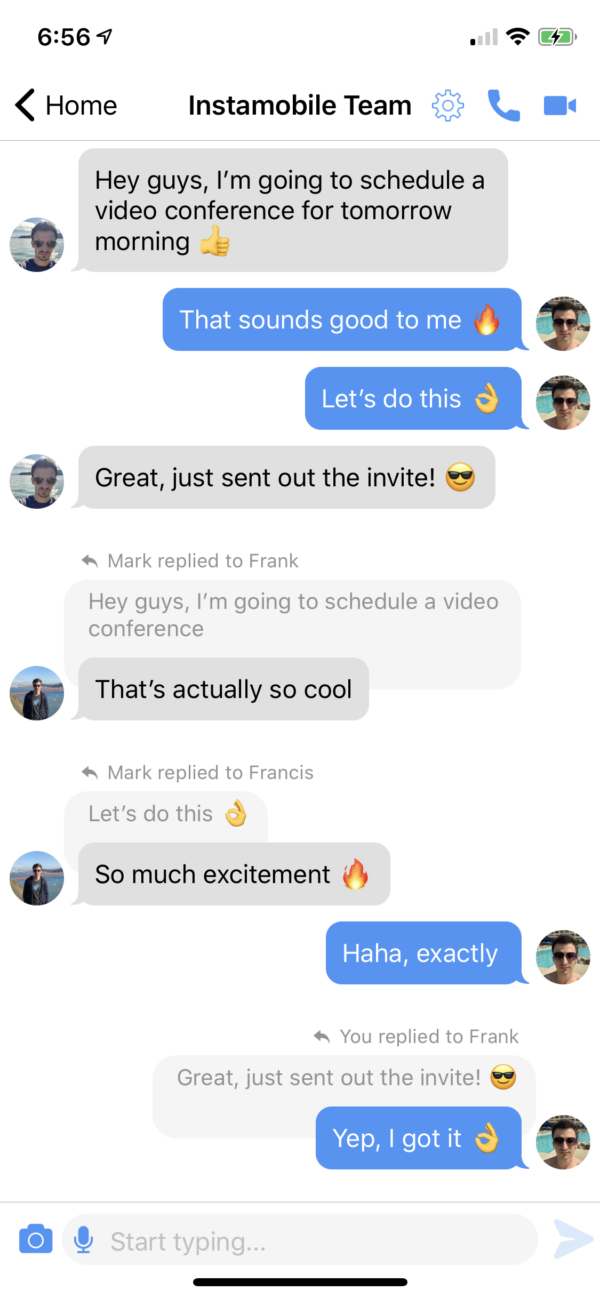 6:56
Home
Instamobile Team
Hey guys, I’m going to schedule a
video conference for tomorrow
morning 👍
That sounds good to me 🔥
Let’s do this 👌
Great, just sent out the invite! 😎
Mark replied to Frank
Hey guys, I’m going to schedule a video
conference
That’s actually so cool
Mark replied to Francis
Let’s do this 👌
So much excitement 🔥
Haha, exactly
You replied to Frank
Great, just sent out the invite! 😎
Yep, I got it 👌
Start typing...